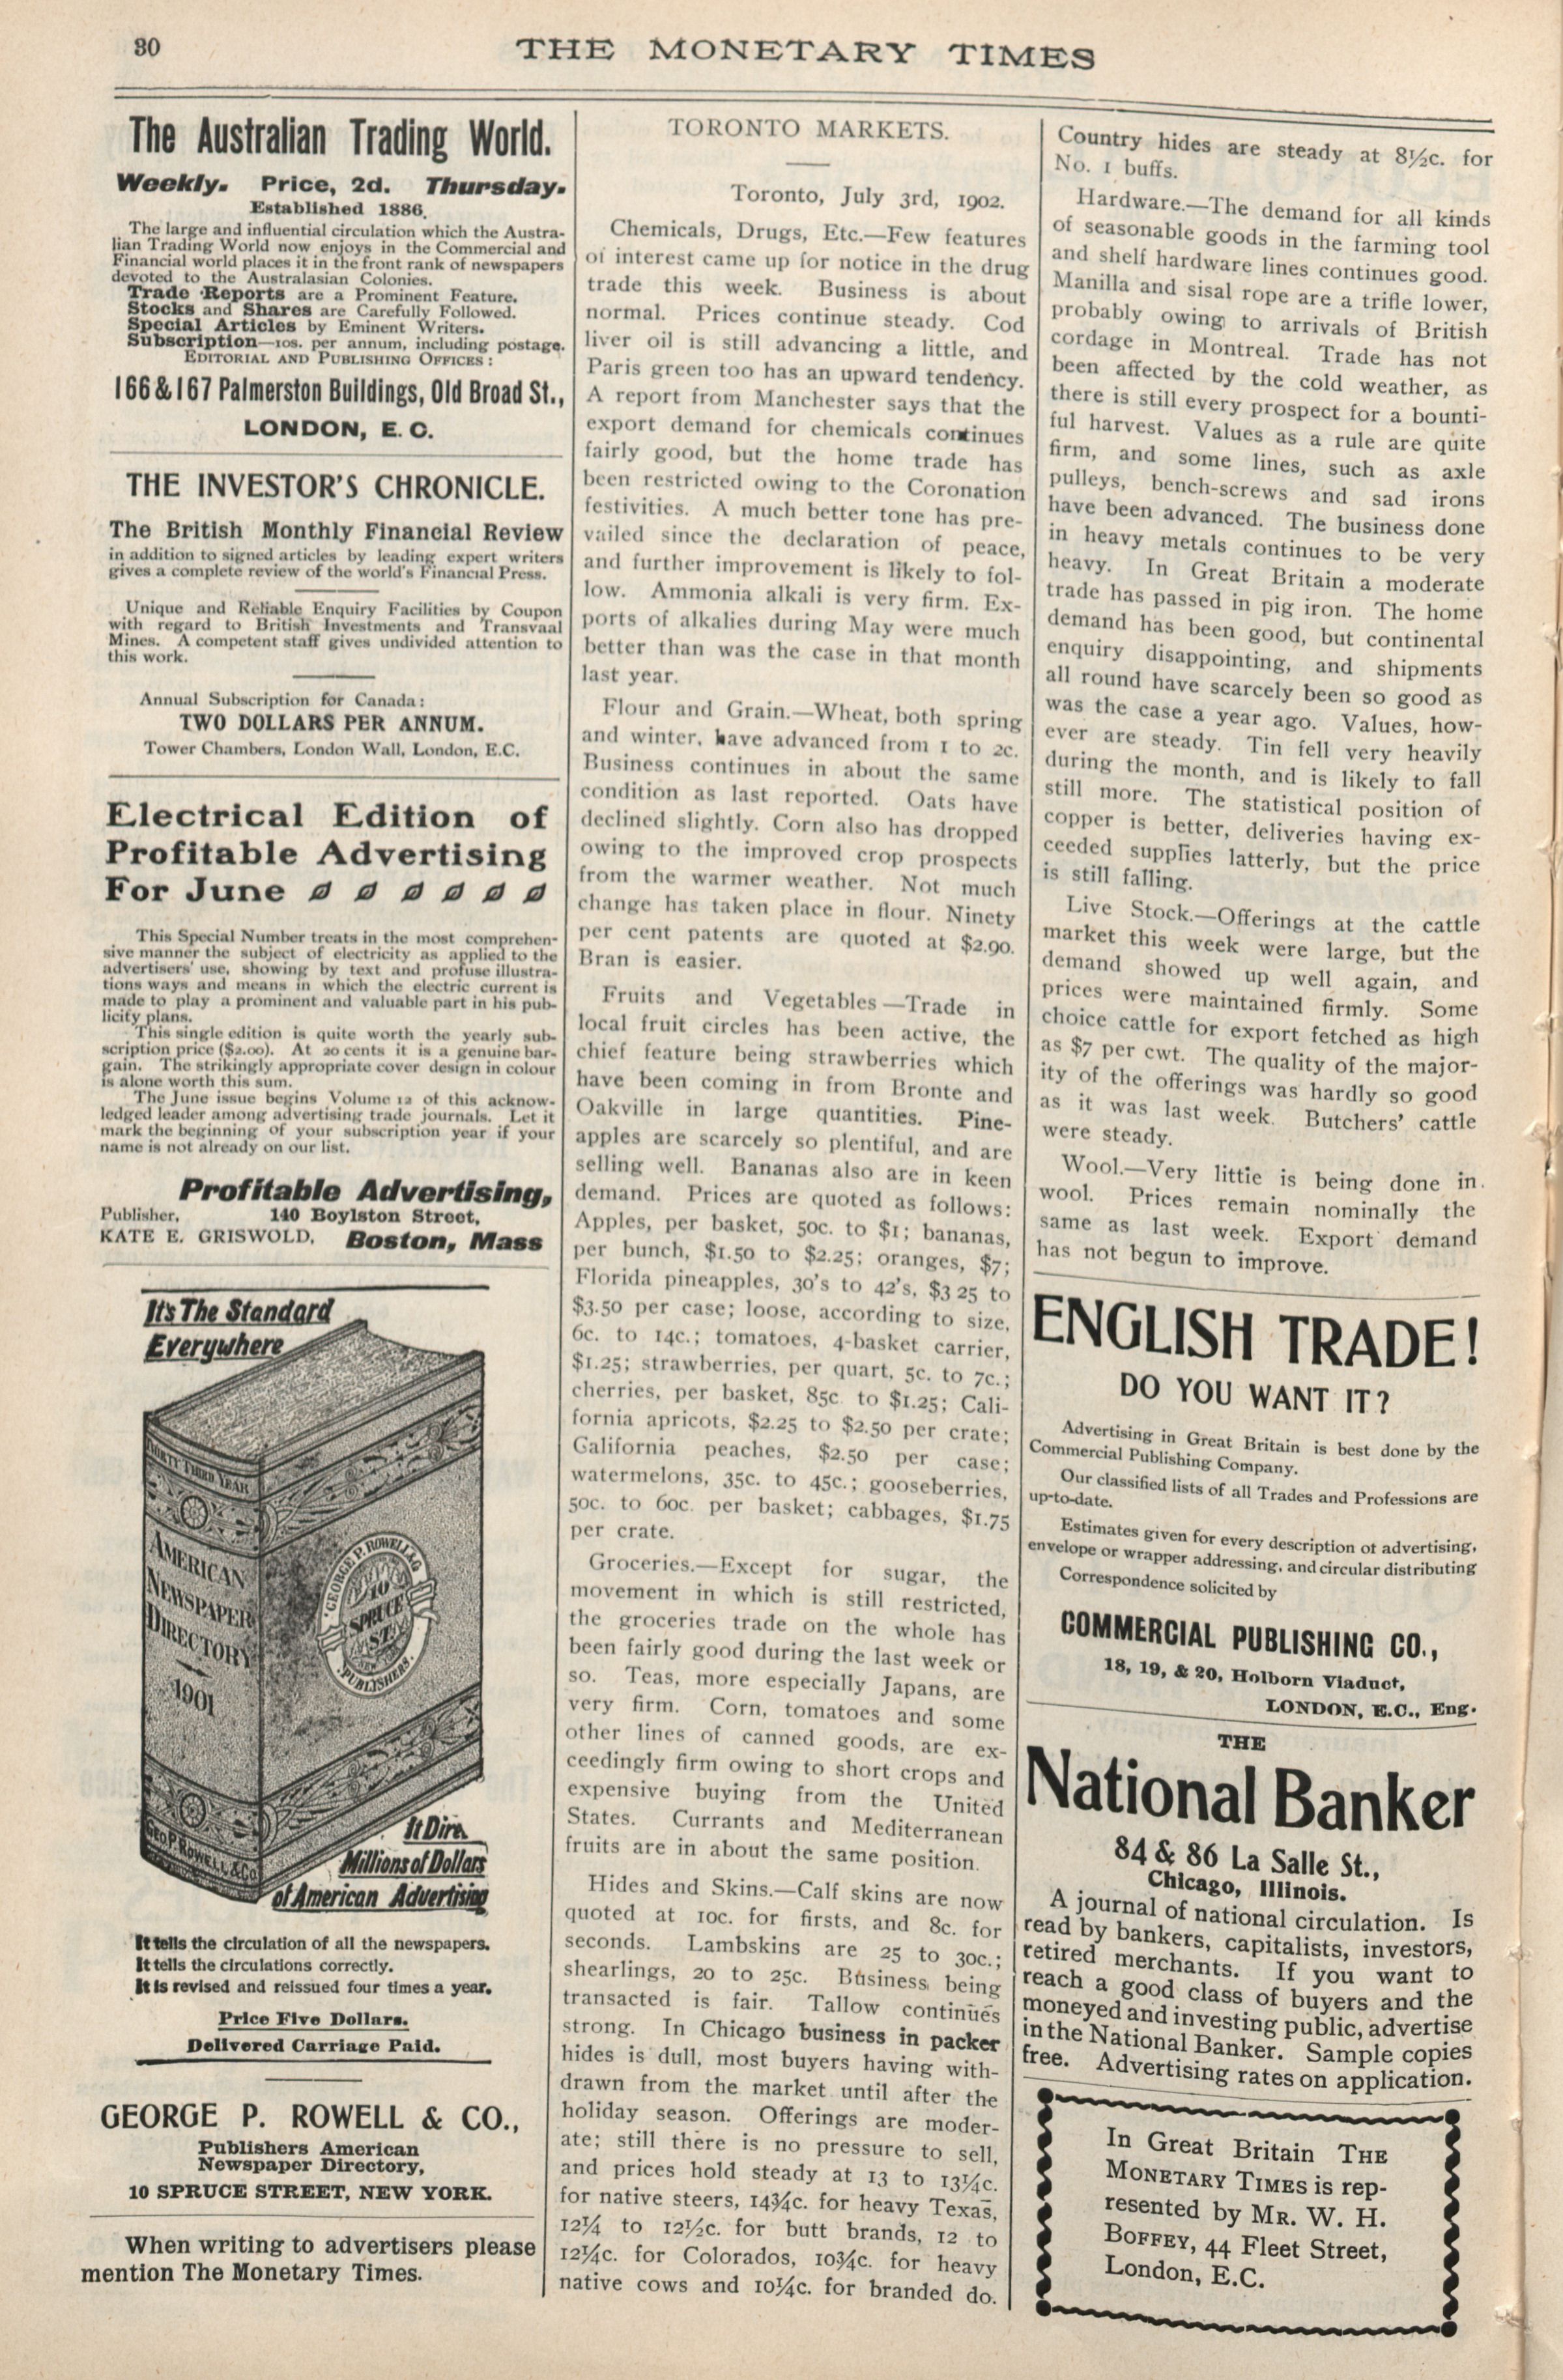 30
THE MONETARY TIMES
The Australian Trading World.
Weekly. Price, 2d. Thursday.
Established 1886.
The large and influential circulation which the Austra-
lian Trading World now enjoys in the Commercial and
Financial world places it in the front rank of newspapers
devoted to the Australasian Colonies.
Trade Reports are a Prominent Feature.
Stocks and Shares are Carefully Followed.
Special Articles by Eminent Writers.
Subscription—10s. per annum, including postage.
EDITORIAL AND PUBLISHING OFFICES:
166 & 167 Palmerston Buildings, Old Broad St.,
LONDON, E. C.
THE INVESTOR'S CHRONICLE.
The British Monthly Financial Review
in addition to signed articles by leading expert writers
gives a complete review of the world's Financial Press.
Unique and Reliable Enquiry Facilities by Coupon
with regard to British Investments and Transvaal
Mines. A competent staff gives undivided attention to
this work.
Annual Subscription for Canada:
TWO DOLLARS PER ANNUM.
Tower Chambers, London Wall, London, E.C.
Electrical Edition of
Profitable Advertising
For June
This Special Number treats in the most comprehen-
sive manner the subject of electricity as applied to the
advertisers' use, showing by text and profuse illustra-
tions ways and means in which the electric current is
made to play a prominent and valuable part in his pub-
licity plans.
This single edition is quite worth the yearly sub-
scription price ($2.00). At 20 cents it is a genuine bar-
gain. The strikingly appropriate cover design in colour
is alone worth this sum.
The June issue begins Volume 12 of this acknow-
ledged leader among advertising trade journals. Let it
mark the beginning of your subscription year if your
name is not already on our list.
Profitable Advertising,
Publisher, 140 Boylston Street,
KATE E. GRISWOLD, Boston, Mass
It's The Standard
Everywhere
THIRTY THIRD YEAR
AMERICAN
NEWSPAPER
DIRECTORY
1901
GEORGE P. ROWELL & CO
10
SPRUCE
ST.
PUBLISHERS.
GEO P. ROWELL & CO
It Dire
Millions of Dollars
of American Advertising
It tells the circulation of all the newspapers.
It tells the circulations correctly.
It is revised and reissued four times a year.
Price Five Dollars.
Delivered Carriage Paid.
GEORGE P. ROWELL & CO.,
Publishers American
Newspaper Directory,
10 SPRUCE STREET, NEW YORK.
When writing to advertisers please
mention The Monetary Times.
TORONTO MARKETS.
Toronto, July 3rd, 1902.
Chemicals, Drugs, Etc.—Few features
of interest came up for notice in the drug
trade this week. Business is about
normal. Prices continue steady. Cod
liver oil is still advancing a little, and
Paris green too has an upward tendency.
A report from Manchester says that the
export demand for chemicals continues
fairly good, but the home trade has
been restricted owing to the Coronation
festivities. A much better tone has pre-
vailed since the declaration of peace,
and further improvement is likely to fol-
low. Ammonia alkali is very firm. Ex-
ports of alkalies during May were much
better than was the case in that month
last year.
Flour and Grain.—Wheat, both spring
and winter, have advanced from 1 to 2c.
Business continues in about the same
condition as last reported. Oats have
declined slightly. Corn also has dropped
owing to the improved crop prospects
from the warmer weather. Not much
change has taken place in flour. Ninety
per cent patents are quoted at $2.90.
Bran is easier.
Fruits and Vegetables—Trade in
local fruit circles has been active, the
chief feature being strawberries which
have been coming in from Bronte and
Oakville in large quantities. Pine-
apples are scarcely so plentiful, and are
selling well. Bananas also are in keen
demand. Prices are quoted as follows:
Apples, per basket, 50c. to $1; bananas,
per bunch, $1.50 to $2.25; oranges, $7;
Florida pineapples, 30's to 42's, $3 25 to
$3.50 per case; loose, according to size,
6c. to 14c.; tomatoes, 4-basket carrier,
$1.25; strawberries, per quart, 5c. to 7c.;
cherries, per basket, 85c to $1.25; Cali-
fornia apricots, $2.25 to $2.50 per crate;
California peaches, $2.50 per case;
watermelons, 35c. to 45c.; gooseberries,
50c. to 60c. per basket; cabbages, $1.75
per crate.
Groceries.—Except for sugar, the
movement in which is still restricted,
the groceries trade on the whole has
been fairly good during the last week or
so. Teas, more especially Japans, are
very firm. Corn, tomatoes and some
other lines of canned goods, are ex-
ceedingly firm owing to short crops and
expensive buying from the United
States. Currants and Mediterranean
fruits are in about the same position.
Hides and Skins.—Calf skins are now
quoted at 10c. for firsts, and 8c. for
seconds. Lambskins are 25 to 30c.;
shearlings, 20 to 25c. Business being
transacted is fair. Tallow continues
strong. In Chicago business in packer
hides is dull, most buyers having with-
drawn from the market until after the
holiday season. Offerings are moder-
ate; still there is no pressure to sell,
and prices hold steady at 13 to 13¼c.
for native steers, 14¾c. for heavy Texas,
12¼ to 12½c. for butt brands, 12 to
12¼c. for Colorados, 10¾c. for heavy
native cows and 10¼c. for branded do.
Country hides are steady at 8½c. for
No. 1 buffs.
Hardware.—The demand for all kinds
of seasonable goods in the farming tool
and shelf hardware lines continues good.
Manilla and sisal rope are a trifle lower,
probably owing to arrivals of British
cordage in Montreal. Trade has not
been affected by the cold weather, as
there is still every prospect for a bounti-
ful harvest. Values as a rule are quite
firm, and some lines, such as axle
pulleys, bench-screws and sad irons
have been advanced. The business done
in heavy metals continues to be very
heavy. In Great Britain a moderate
trade has passed in pig iron. The home
demand has been good, but continental
enquiry disappointing, and shipments
all round have scarcely been so good as
was the case a year ago. Values, how-
ever are steady. Tin fell very heavily
during the month, and is likely to fall
still more. The statistical position of
copper is better, deliveries having ex-
ceeded supplies latterly, but the price
is still falling.
Live Stock.—Offerings at the cattle
market this week were large, but the
demand showed up well again, and
prices were maintained firmly. Some
choice cattle for export fetched as high
as $7 per cwt. The quality of the major-
ity of the offerings was hardly so good
as it was last week. Butchers' cattle
were steady.
Wool.—Very little is being done in
wool. Prices remain nominally the
same as last week. Export demand
has not begun to improve.
ENGLISH TRADE!
DO YOU WANT IT?
Advertising in Great Britain is best done by the
Commercial Publishing Company.
Our classified lists of all Trades and Professions are
up-to-date.
Estimates given for every description of advertising,
envelope or wrapper addressing, and circular distributing
Correspondence solicited by
COMMERCIAL PUBLISHING CO.,
18, 19, & 20, Holborn Viaduct,
LONDON, E.C., Eng.
THE
National Banker
84 & 86 La Salle St.,
Chicago, Illinois.
A journal of national circulation. Is
read by bankers, capitalists, investors,
retired merchants. If you want to
reach a good class of buyers and the
moneyed and investing public, advertise
in the National Banker. Sample copies
free. Advertising rates on application.
In Great Britain THE
MONETARY TIMES is rep-
resented by MR. W. H.
BOFFEY, 44 Fleet Street,
London, E.C.